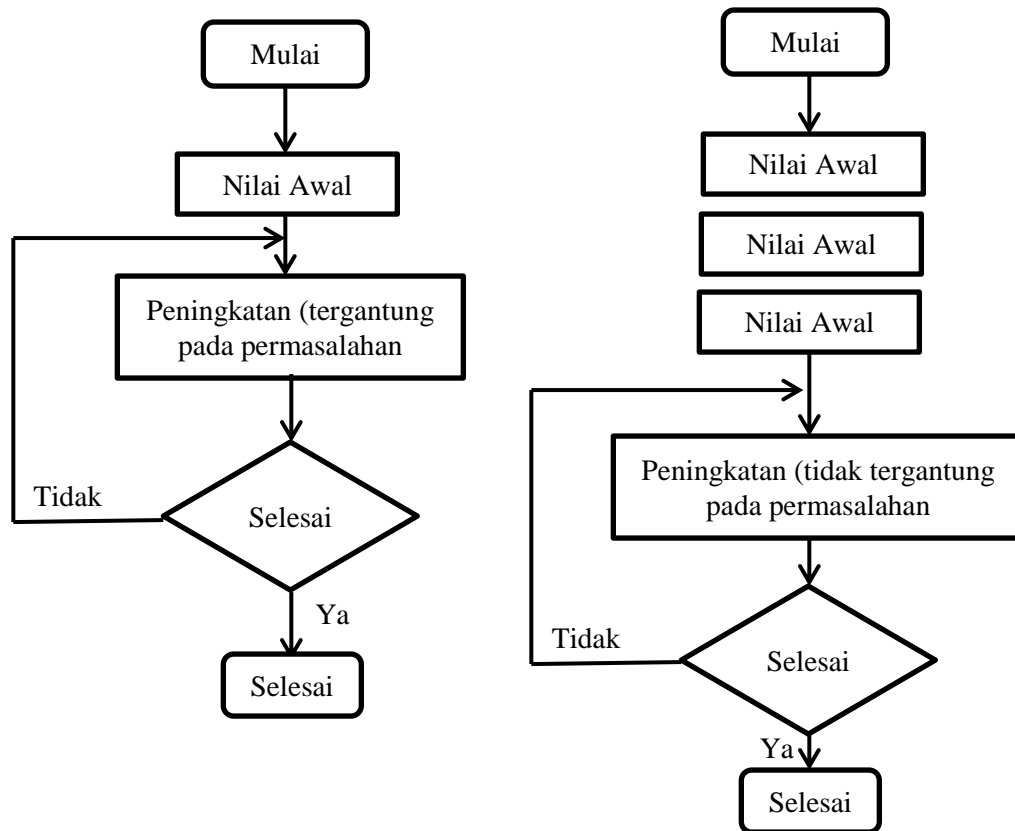 Mulai
Nilai Awal
Peningkatan (tergantung
pada permasalahan
Tidak
Selesai
Ya
Selesai
Mulai
Nilai Awal
Nilai Awal
Nilai Awal
Peningkatan (tidak tergantung
pada permasalahan
Tidak
Selesai
Ya
Selesai